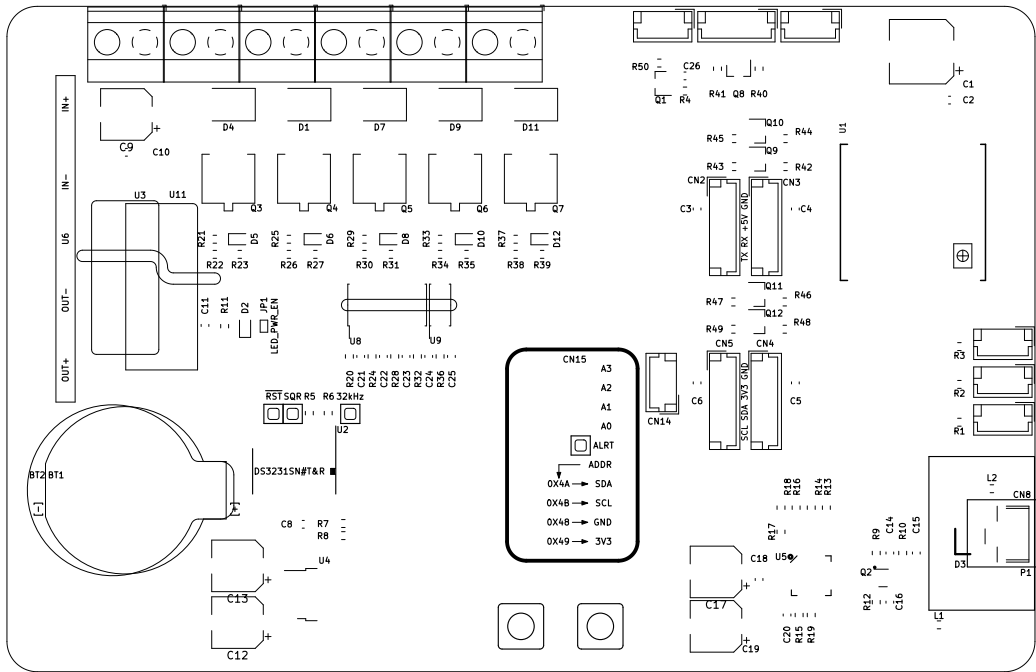 R50
C26
Q1
R4
R41
Q8
R40
C1
C2
IN+
D4
D1
D7
D9
D11
C9
C10
Q10
R45
R44
U1
Q9
R43
R42
IN-
U3
U11
CN2
CN3
Q3
Q4
Q5
Q6
Q7
C3
C4
TX RX +5V GND
U6
R21
D5
R25
D6
R29
D8
R33
D10
R37
D12
R22
R23
R26
R27
R30
R31
R34
R35
R38
R39
OUT-
C11
R11
D2
JP1
LED_PWR_EN
Q11
R47
R46
Q12
R49
R48
U8
U9
CN5
CN4
R3
OUT+
R20
C21
R24
C22
R28
C23
R32
C24
R36
C25
CN15
A3
A2
A1
A0
ALRT
ADDR
0X4A
SDA
0X4B
SCL
0X48
GND
0X49
3V3
CN14
C6
C5
SCL SDA 3V3 GND
R2
R1
RST
SQR
R5
R6
32kHz
U2
DS3231SN#T&R
BT2
BT1
[-]
[+]
C8
R7
R8
U4
C13
C12
R18
R16
R14
R13
R17
U5
C18
C17
C19
C20
R15
R19
L2
CN8
R9
C14
R10
C15
D3
P1
Q2
R12
C16
L1